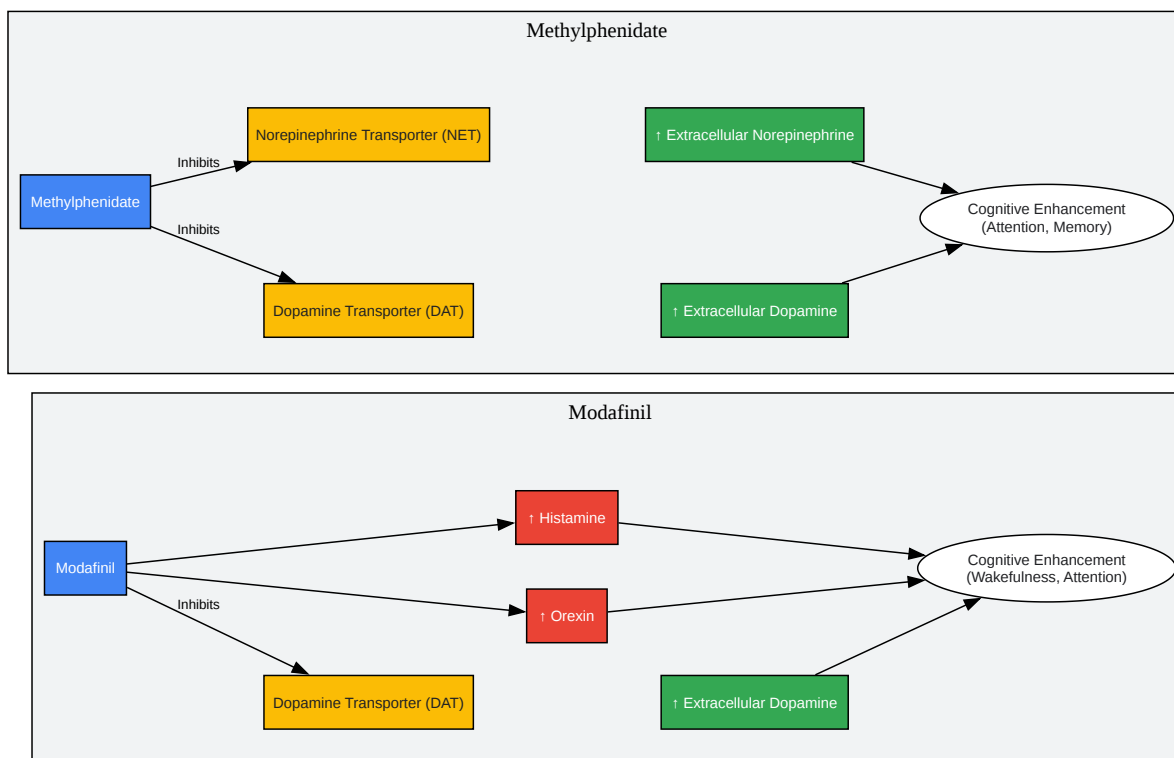 Methylphenidate
Norepinephrine Transporter (NET)
↑ Extracellular Norepinephrine
Inhibits
Methylphenidate
Cognitive Enhancement
(Attention, Memory)
Inhibits
Dopamine Transporter (DAT)
↑ Extracellular Dopamine
Modafinil
↑ Histamine
Modafinil
Cognitive Enhancement
(Wakefulness, Attention)
Inhibits
↑ Orexin
Dopamine Transporter (DAT)
↑ Extracellular Dopamine